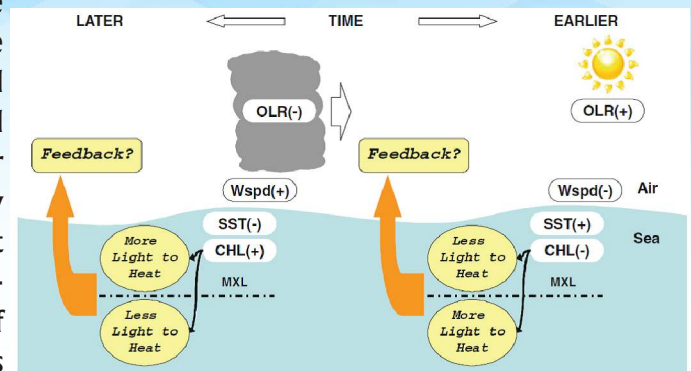 LATER
TIME
EARLIER
OLR(-)
OLR(+)
Feedback?
Feedback?
Wspd(+)
Wspd(-)
Air
SST(-)
SST(+)
Sea
More
Light to
Heat
CHL(+)
Less
Light to
Heat
CHL(-)
MXL
MXL
Less
Light to
Heat
More
Light to
Heat